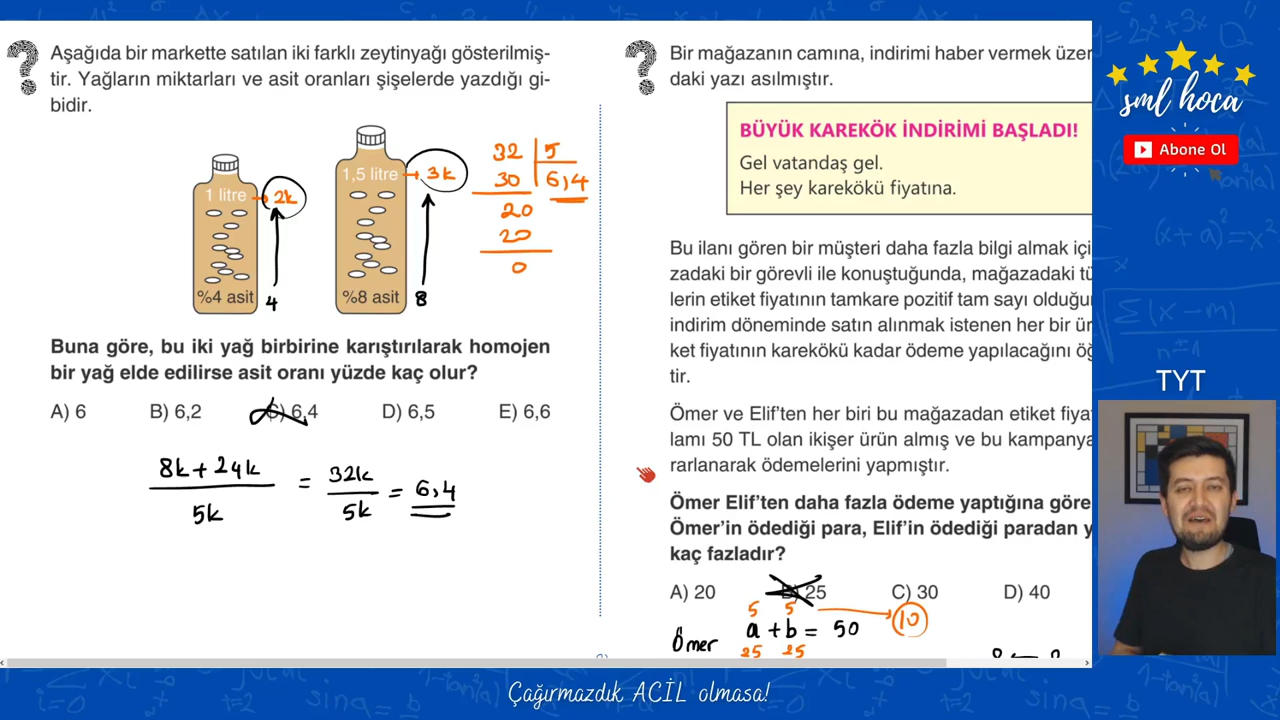 Aşağıda bir markette satılan iki farklı zeytinyağı gösterilmiş-
tir. Yağların miktarları ve asit oranları şişelerde yazdığı gi-
bidir.
1 litre
2k
%4 asit
4
1,5 litre
3k
%8 asit
8
32 5
30 6,4
20
20
0
Buna göre, bu iki yağ birbirine karıştırılarak homojen
bir yağ elde edilirse asit oranı yüzde kaç olur?
A) 6 B) 6,2 C) 6,4 D) 6,5 E) 6,6
8k+24k = 32k = 6,4
5k 5k
Bir mağazanın camına, indirimi haber vermek üzer
daki yazı asılmıştır.
BÜYÜK KAREKÖK İNDİRİMİ BAŞLADI!
Gel vatandaş gel.
Her şey karekökü fiyatına.
Bu ilanı gören bir müşteri daha fazla bilgi almak içi
zadaki bir görevli ile konuştuğunda, mağazadaki tü
lerin etiket fiyatının tamkare pozitif tam sayı olduğu
indirim döneminde satın alınmak istenen her bir ür
ket fiyatının karekökü kadar ödeme yapılacağını öğ
tir.
Ömer ve Elif'ten her biri bu mağazadan etiket fiya
lamı 50 TL olan ikişer ürün almış ve bu kampanya
rarlanarak ödemelerini yapmıştır.
Ömer Elif'ten daha fazla ödeme yaptığına göre
Ömer'in ödediği para, Elif'in ödediği paradan y
kaç fazladır?
A) 20 B) 25 C) 30 D) 40
5 5 10
Ömer a + b = 50
25 25
sml hoca
Abone Ol
TYT
Çağırmazdık ACİL olmasa!